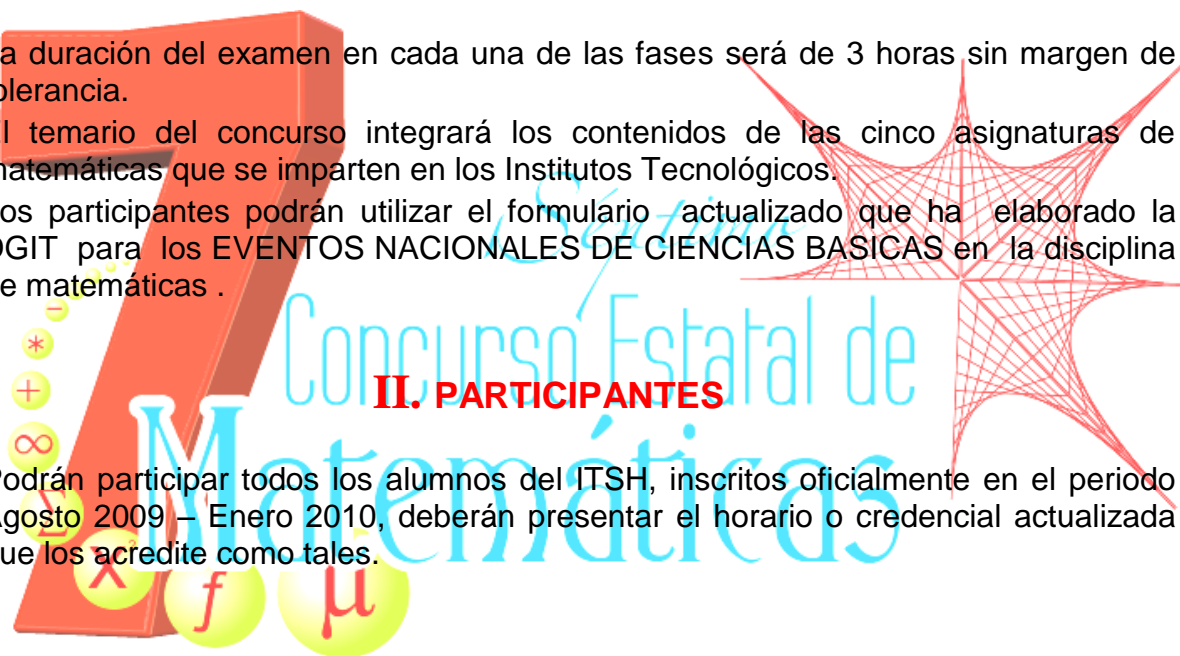 a duración del examen en cada una de las fases será de 3 horas sin margen de
olerancia.
l temario del concurso integrará los contenidos de las cinco asignaturas de
matemáticas que se imparten en los Institutos Tecnológicos.
os participantes podrán utilizar el formulario actualizado que ha elaborado la
DGIT para los EVENTOS NACIONALES DE CIENCIAS BASICAS en la disciplina
e matemáticas .
Séptimo
Concurso Estatal de
Matemáticas
II. PARTICIPANTES
Podrán participar todos los alumnos del ITSH, inscritos oficialmente en el periodo
Agosto 2009 – Enero 2010, deberán presentar el horario o credencial actualizada
que los acredite como tales.
7
−
*
+
∞
Σ
x
f
μ